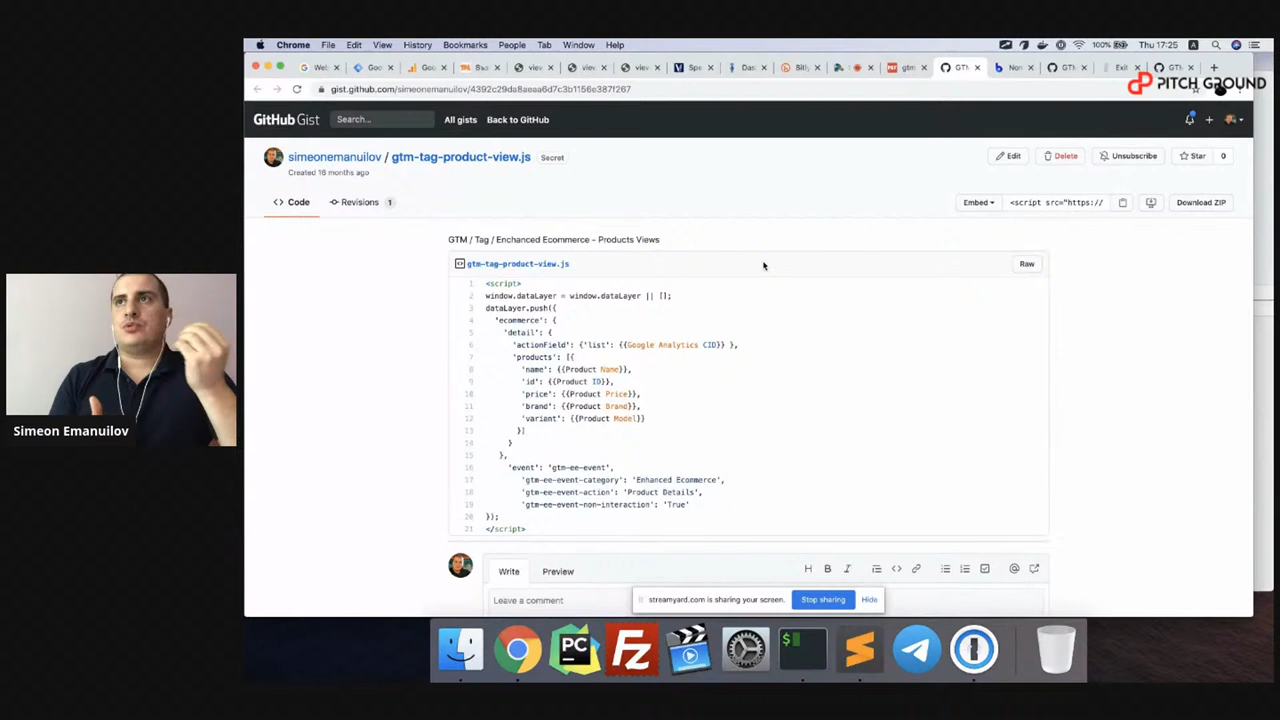 Chrome File Edit View History Bookmarks People Tab Window Help 100% Thu 17:25
gist.github.com/simeonemanuilov/4392c29da8aeaa6d7c3b1156e387f267
PITCH GROUND
GitHub Gist Search... All gists Back to GitHub
simeonemanuilov / gtm-tag-product-view.js Secret
Edit Delete Unsubscribe Star 0
Created 16 months ago
Code Revisions 1
Embed <script src="https:// Download ZIP
GTM / Tag / Enchanced Ecommerce - Products Views
gtm-tag-product-view.js Raw
1 <script>
2 window.dataLayer = window.dataLayer || [];
3 dataLayer.push({
4 'ecommerce': {
5 'detail': {
6 'actionField': {'list': {{Google Analytics CID}} },
7 'products': [{
8 'name': {{Product Name}},
9 'id': {{Product ID}},
10 'price': {{Product Price}},
11 'brand': {{Product Brand}},
12 'variant': {{Product Model}}
13 }]
14 }
15 },
16 'event': 'gtm-ee-event',
17 'gtm-ee-event-category': 'Enhanced Ecommerce',
18 'gtm-ee-event-action': 'Product Details',
19 'gtm-ee-event-non-interaction': 'True'
20 });
21 </script>
Write Preview
Leave a comment
streamyard.com is sharing your screen. Stop sharing Hide
Simeon Emanuilov
PC
Fz